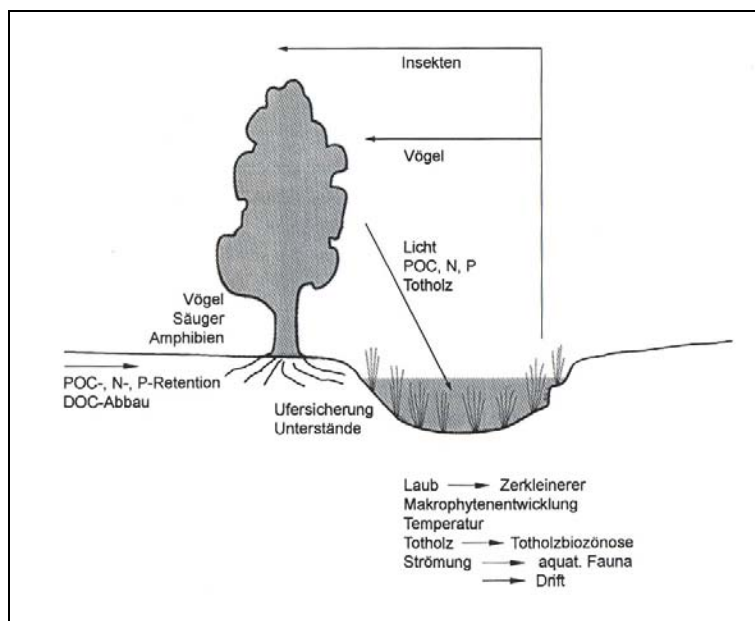 Insekten
Vögel
Licht
POC, N, P
Totholz
Vögel
Säuger
Amphibien
POC-, N-, P-Retention
DOC-Abbau
Ufersicherung
Unterstände
Laub → Zerkleinerer
Makrophytenentwicklung
Temperatur
Totholz → Totholzbiozönose
Strömung → aquat. Fauna
→ Drift